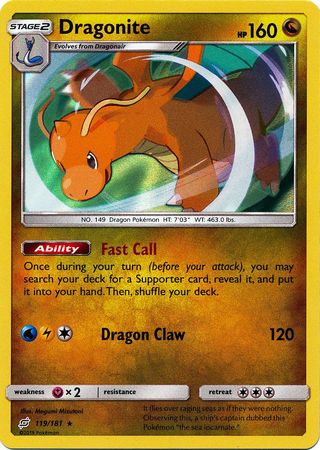 STAGE2
Dragonite
HP 160
Evolves from Dragonair
NO. 149 Dragon Pokémon HT: 7'03" WT: 463.0 lbs.
Ability Fast Call
Once during your turn (before your attack), you may
search your deck for a Supporter card, reveal it, and put
it into your hand. Then, shuffle your deck.
Dragon Claw 120
weakness ×2 resistance retreat
Illus. Megumi Mizutani
119/181 ★
©2019 Pokémon
It flies over raging seas as if they were nothing.
Observing this, a ship's captain dubbed this
Pokémon "the sea incarnate."